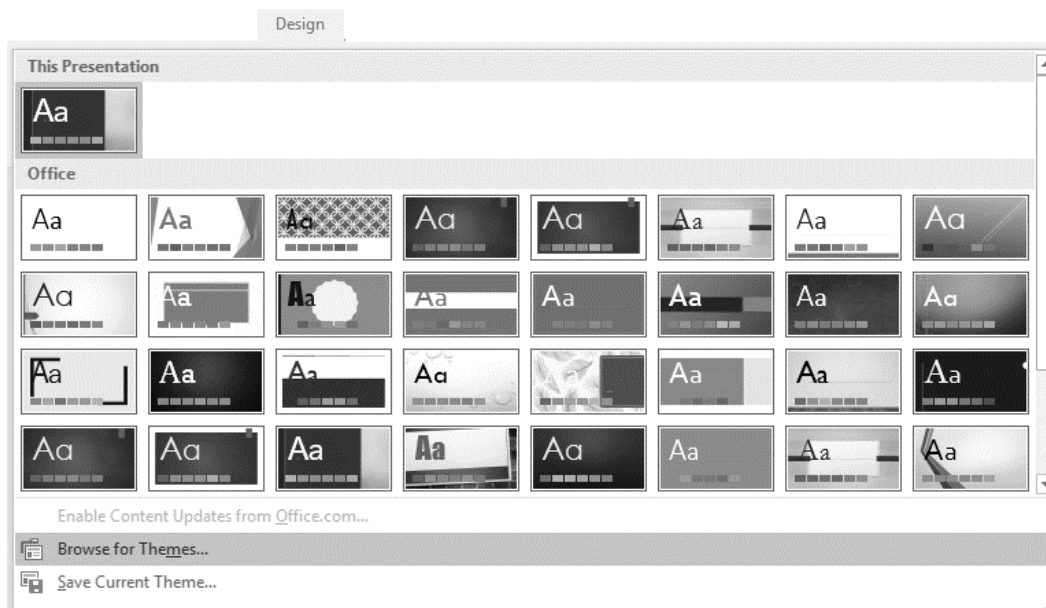 Design
This Presentation
Aa
Office
Aa Aa Aa Aa Aa Aa Aa Aa
Aa Aa Aa Aa Aa Aa Aa Aa
Aa Aa Aa Aa Aa Aa Aa
Aa Aa Aa Aa Aa Aa Aa Aa
Enable Content Updates from Office.com...
Browse for Themes...
Save Current Theme...